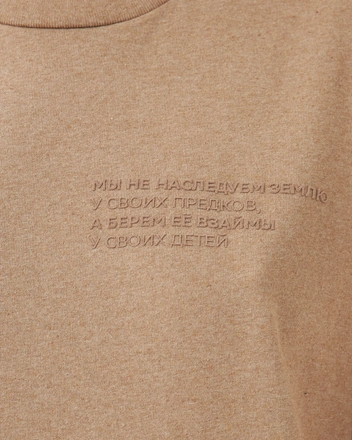 МЫ НЕ НАСЛЕДУЕМ ЗЕМЛЮ
У СВОИХ ПРЕДКОВ,
А БЕРЕМ ЕЁ ВЗАЙМЫ
У СВОИХ ДЕТЕЙ